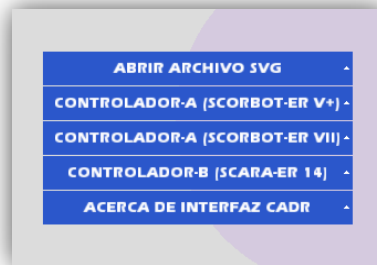 ABRIR ARCHIVO SVG
CONTROLADOR-A (SCORBOT-ER V+)
CONTROLADOR-A (SCORBOT-ER VII)
CONTROLADOR-B (SCARA-ER 14)
ACERCA DE INTERFAZ CADR